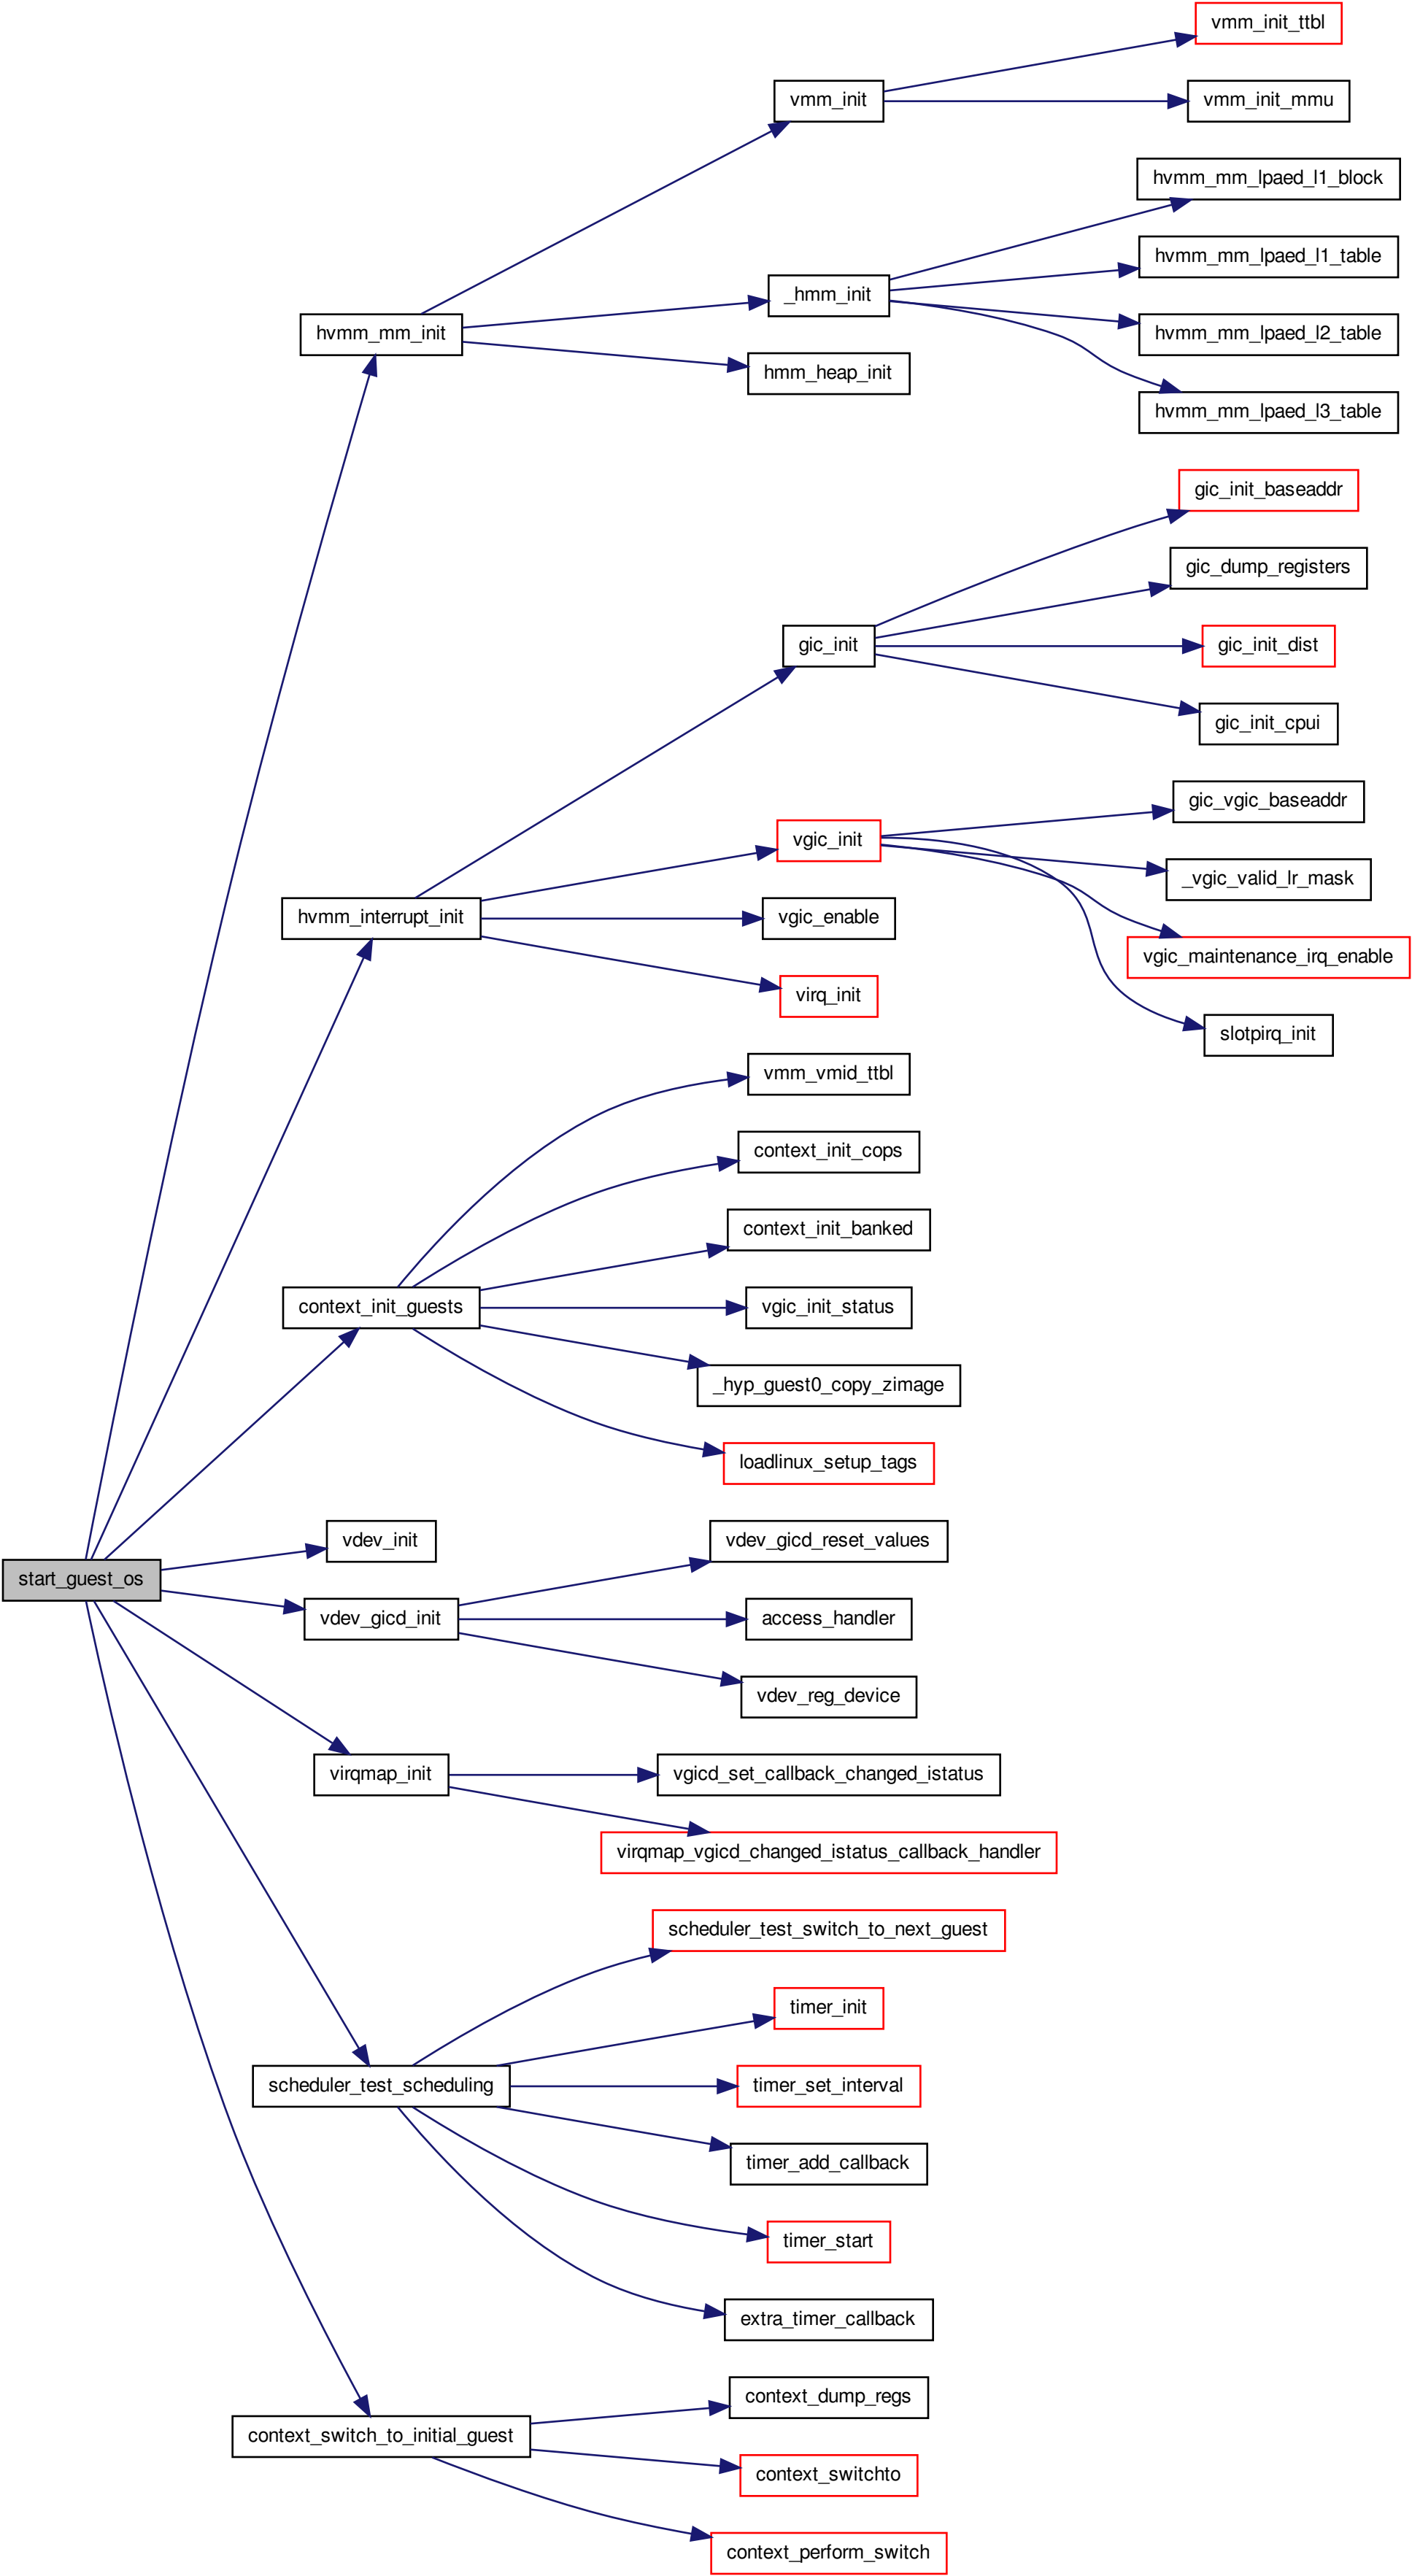 vmm_init_ttbl
vmm_init
vmm_init_mmu
hvmm_mm_lpaed_l1_block
hvmm_mm_lpaed_l1_table
_hmm_init
hvmm_mm_init
hvmm_mm_lpaed_l2_table
hmm_heap_init
hvmm_mm_lpaed_l3_table
gic_init_baseaddr
gic_dump_registers
gic_init
gic_init_dist
gic_init_cpui
gic_vgic_baseaddr
vgic_init
_vgic_valid_lr_mask
hvmm_interrupt_init
vgic_enable
vgic_maintenance_irq_enable
virq_init
slotpirq_init
vmm_vmid_ttbl
context_init_cops
context_init_banked
context_init_guests
vgic_init_status
_hyp_guest0_copy_zimage
loadlinux_setup_tags
vdev_init
vdev_gicd_reset_values
start_guest_os
vdev_gicd_init
access_handler
vdev_reg_device
virqmap_init
vgicd_set_callback_changed_istatus
virqmap_vgicd_changed_istatus_callback_handler
scheduler_test_switch_to_next_guest
timer_init
scheduler_test_scheduling
timer_set_interval
timer_add_callback
timer_start
extra_timer_callback
context_dump_regs
context_switch_to_initial_guest
context_switchto
context_perform_switch